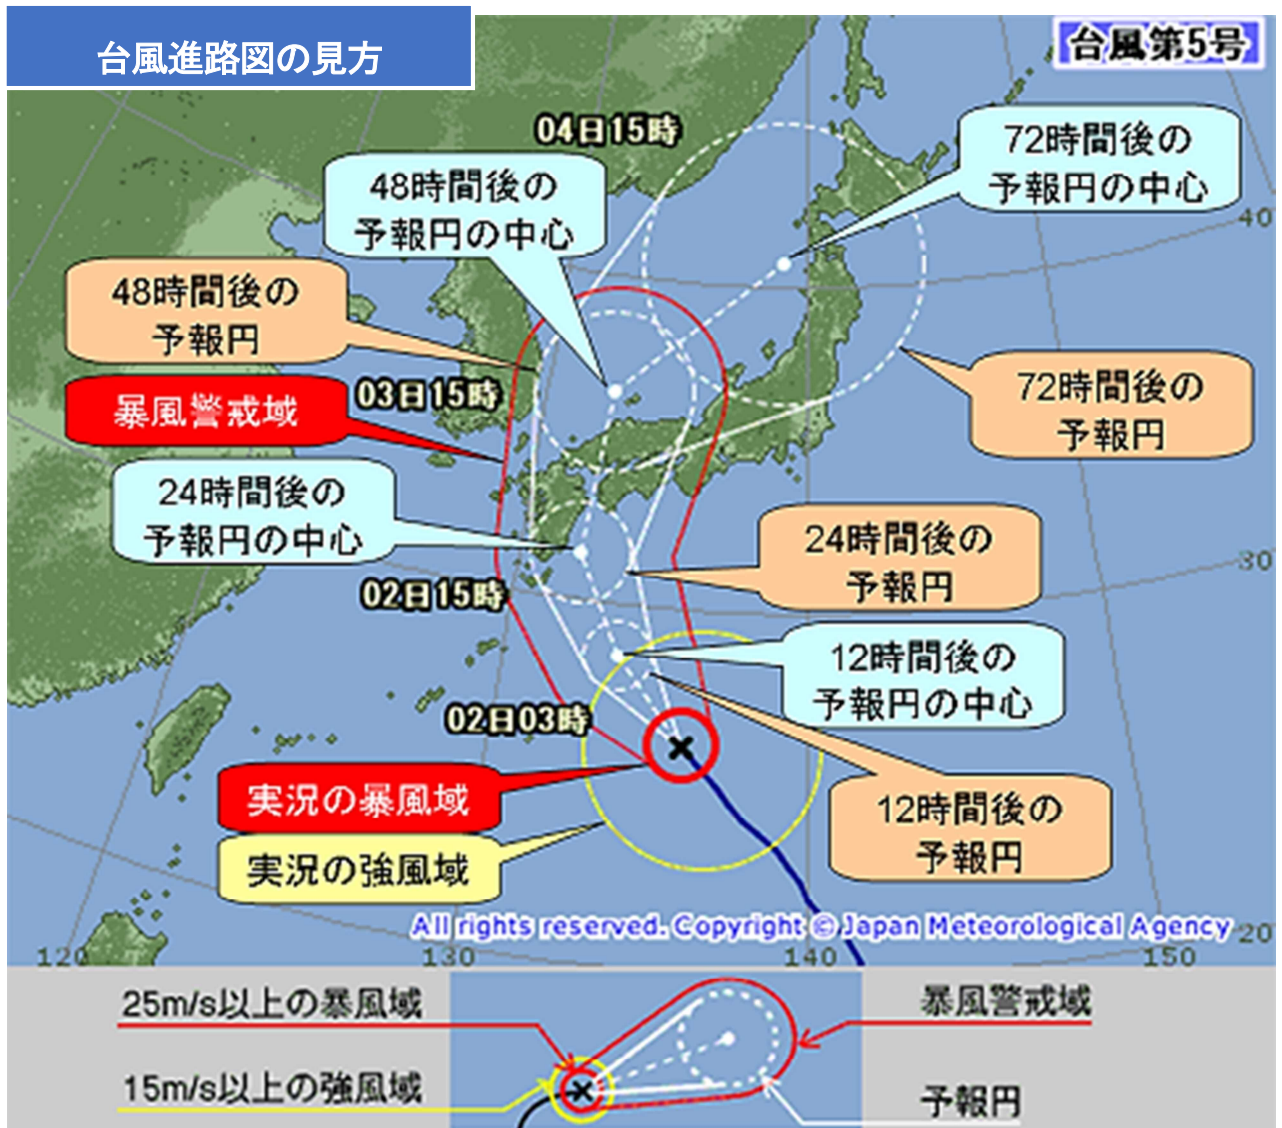 台風進路図の見方
台風第5号
04日15時
72時間後の
予報円の中心
48時間後の
予報円の中心
40
48時間後の
予報円
03日15時
暴風警戒域
72時間後の
予報円
24時間後の
予報円の中心
24時間後の
予報円
30
02日15時
12時間後の
予報円の中心
02日03時
実況の暴風域
12時間後の
予報円
実況の強風域
All rights reserved. Copyright © Japan Meteorological Agency
20
120
130
140
150
25m/s以上の暴風域
暴風警戒域
15m/s以上の強風域
予報円